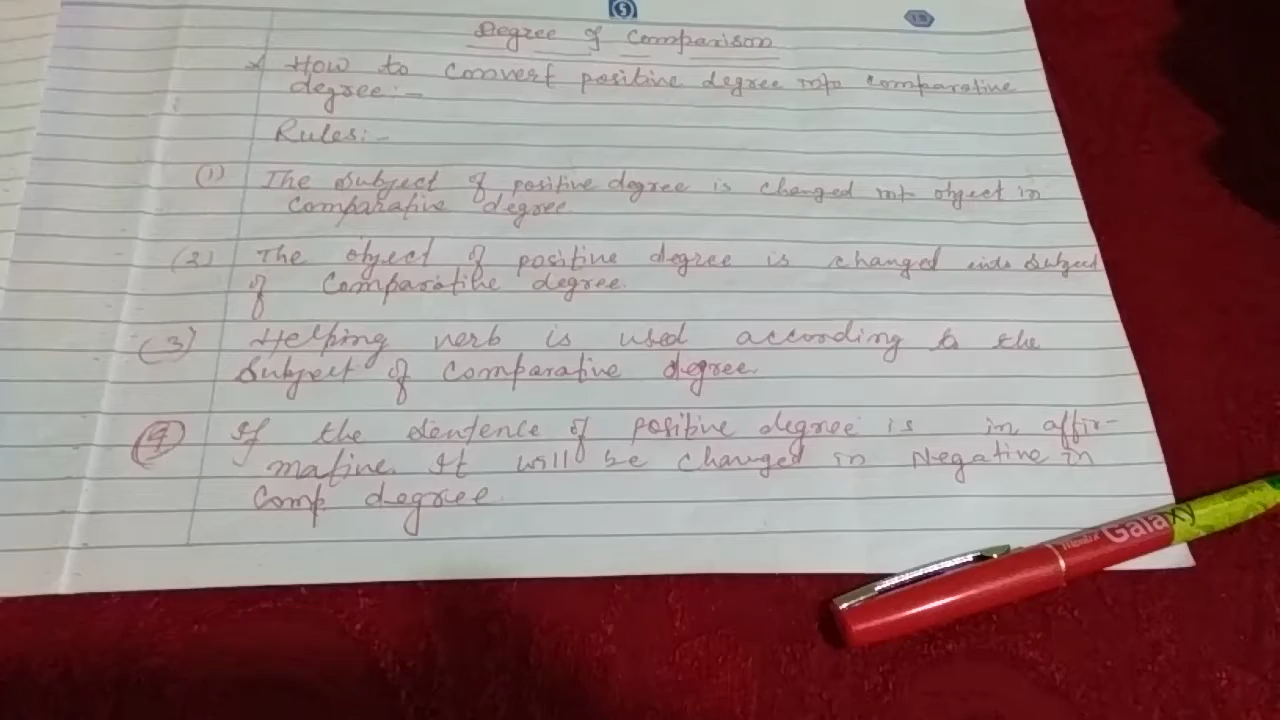 Degree of Comparison
* How to convert positive degree into comparative
degree:-
Rules:-
(1) The subject of positive degree is changed int object in
comparative degree.
(2) The object of positive degree is changed into subject
of Comparative degree.
(3) Helping verb is used according to the
subject of comparative degree.
(4) If the sentence of positive degree is in affir-
mative. It will be changed in Negative in
Comp. degree.
Galaxy